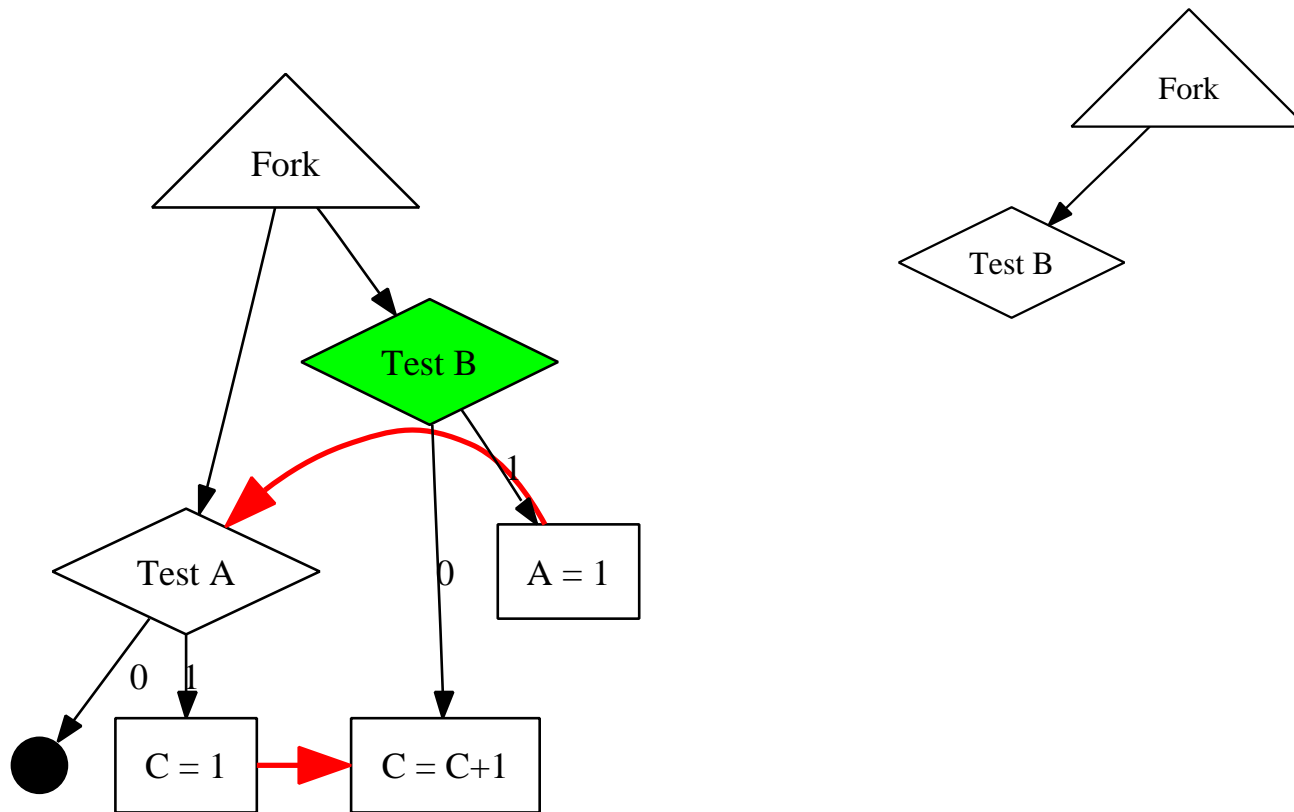 Fork
Fork
Test B
Test B
1
Test A
0
A = 1
0
1
C = 1
C = C+1